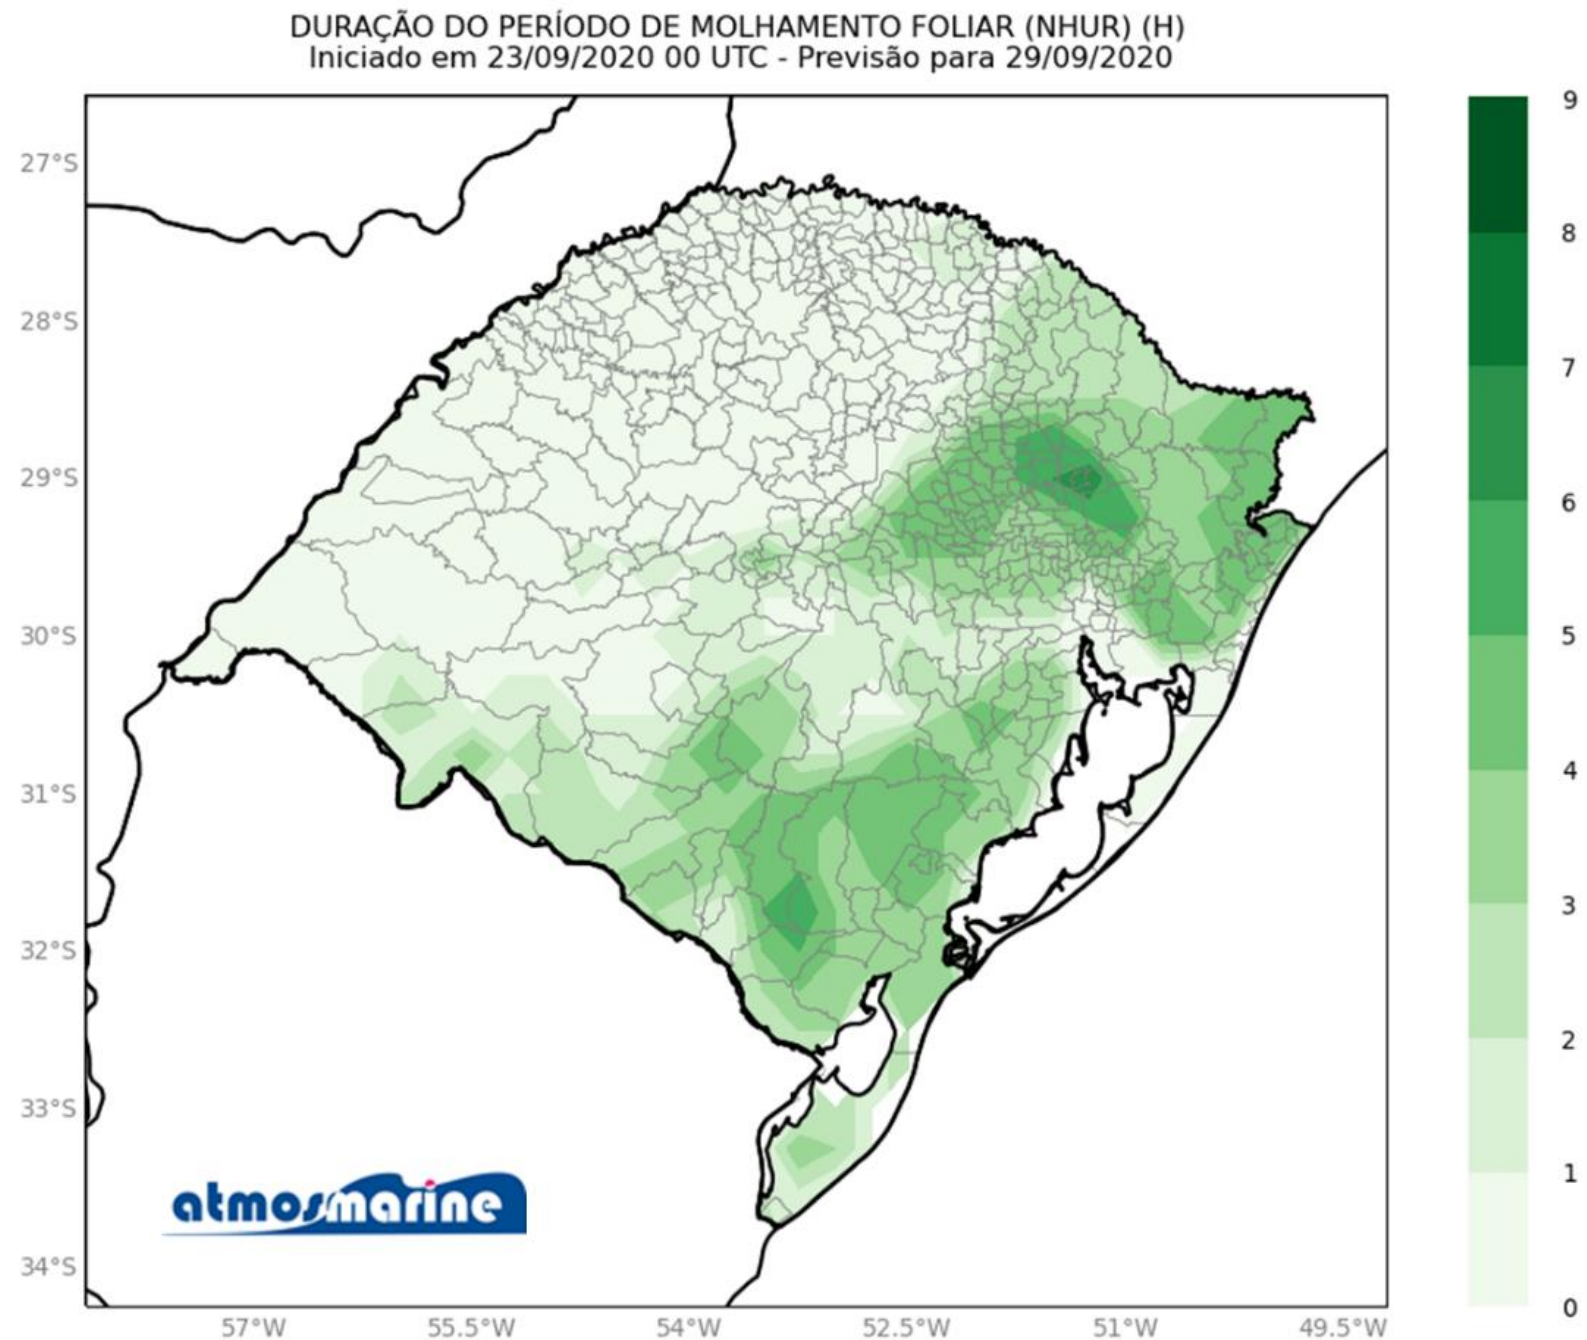 DURAÇÃO DO PERÍODO DE MOLHAMENTO FOLIAR (NHUR) (H)
Iniciado em 23/09/2020 00 UTC - Previsão para 29/09/2020
27°S
28°S
29°S
30°S
31°S
32°S
33°S
34°S
57°W
55.5°W
54°W
52.5°W
51°W
49.5°W
9
8
7
6
5
4
3
2
1
0
atmosmarine